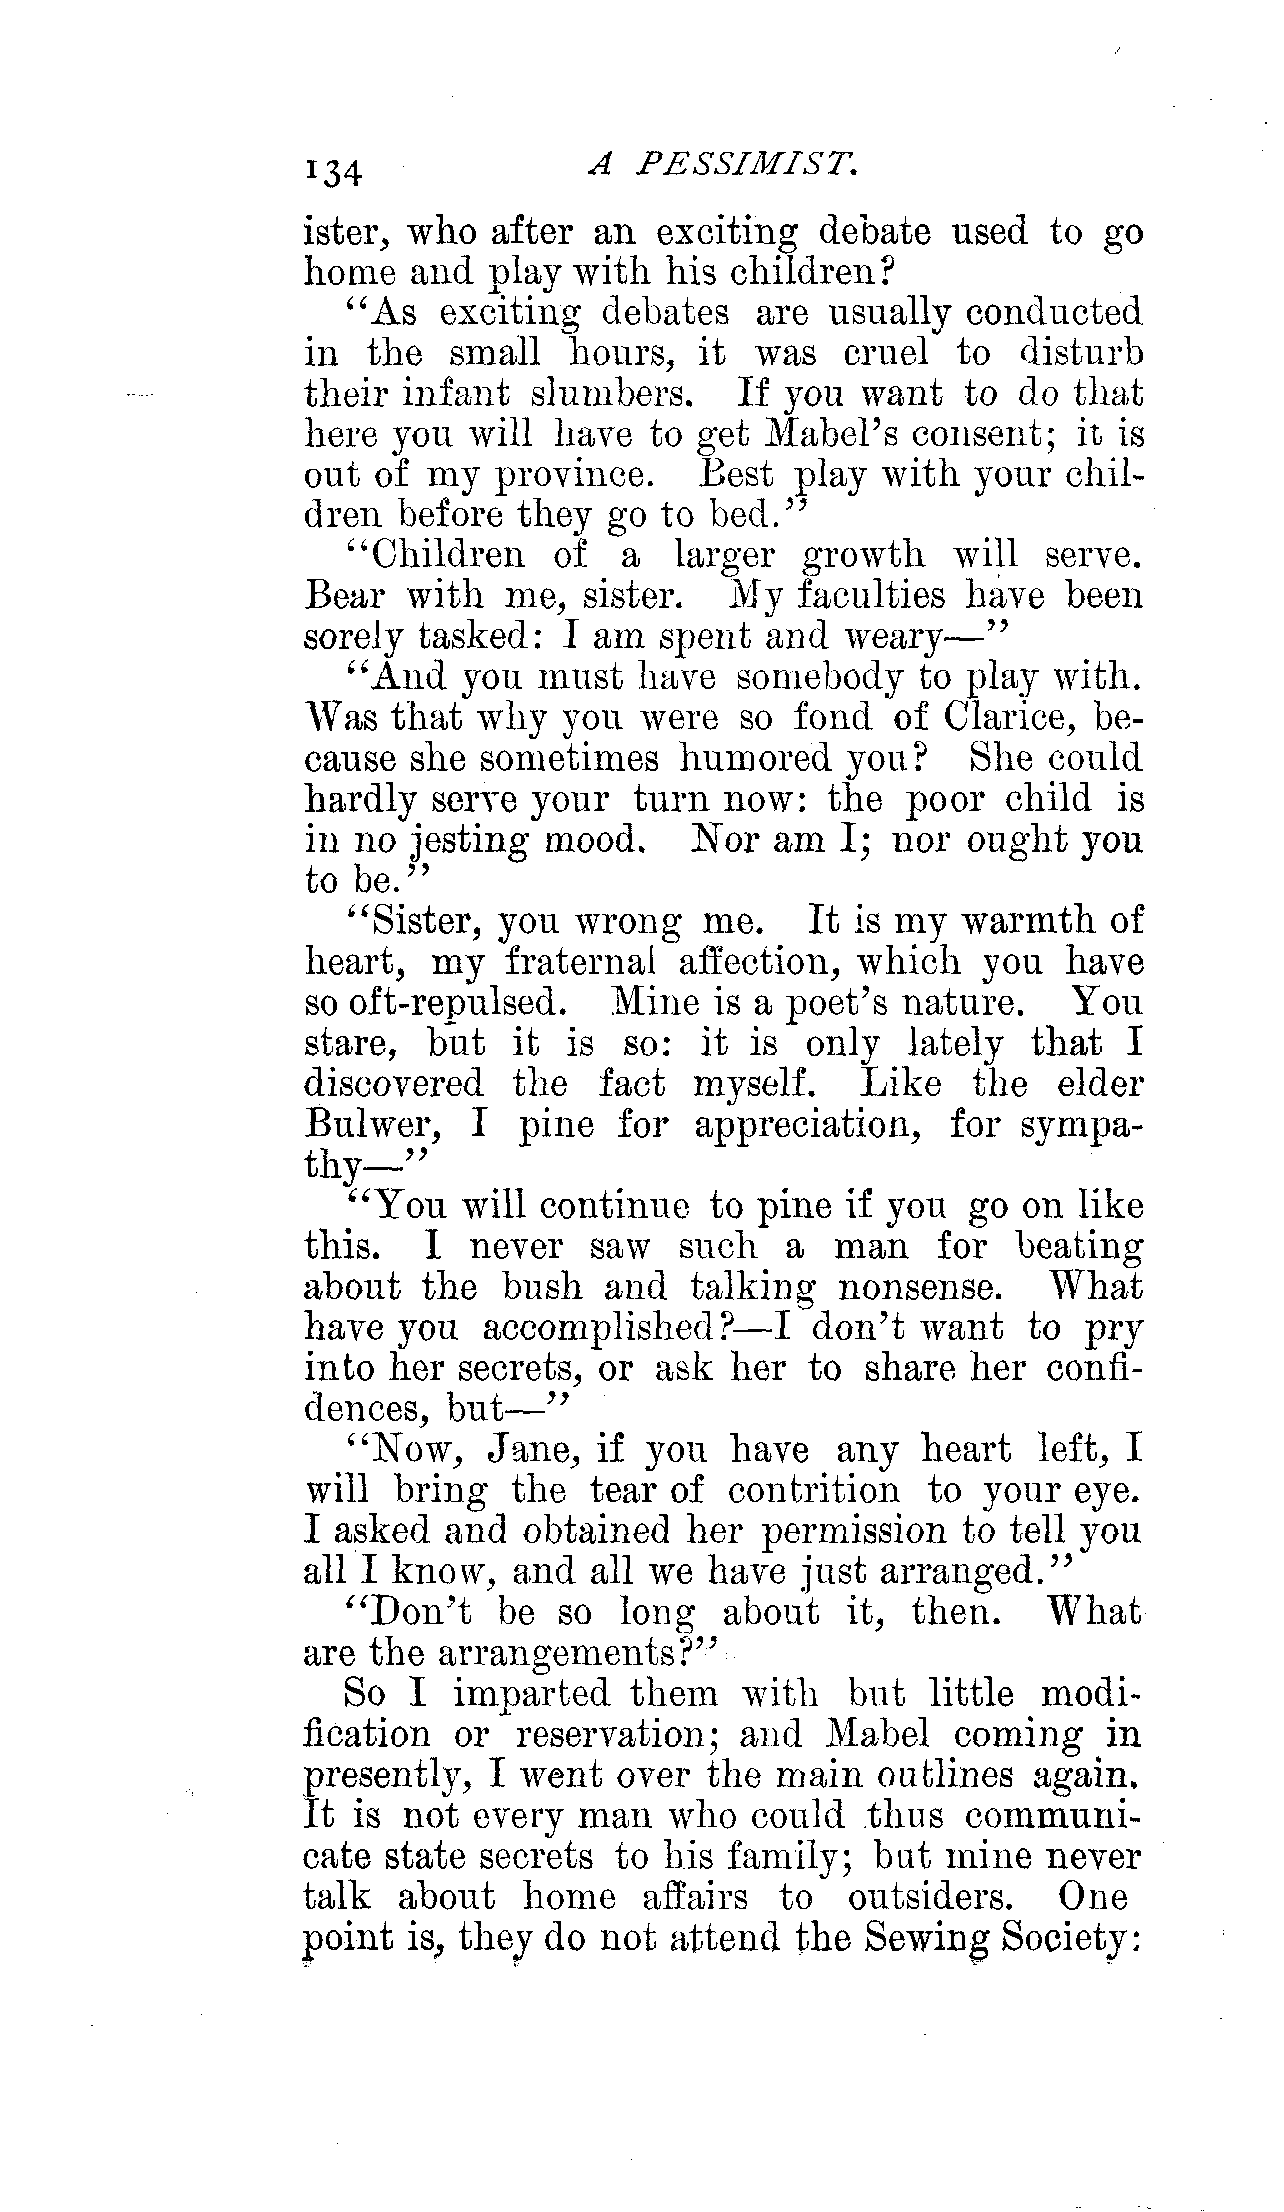 134 A PESSIMIST.
ister, who after an exciting debate used to go
home and play with his children?
"As exciting debates are usually conducted
in the small hours, it was cruel to disturb
their infant slumbers. If you want to do that
here you will have to get Mabel's consent; it is
out of my province. Best play with your chil-
dren before they go to bed."
"Children of a larger growth will serve.
Bear with me, sister. My faculties have been
sorely tasked: I am spent and weary—"
"And you must have somebody to play with.
Was that why you were so fond of Clarice, be-
cause she sometimes humored you? She could
hardly serve your turn now: the poor child is
in no jesting mood. Nor am I; nor ought you
to be."
"Sister, you wrong me. It is my warmth of
heart, my fraternal affection, which you have
so oft-repulsed. Mine is a poet's nature. You
stare, but it is so: it is only lately that I
discovered the fact myself. Like the elder
Bulwer, I pine for appreciation, for sympa-
thy—"
"You will continue to pine if you go on like
this. I never saw such a man for beating
about the bush and talking nonsense. What
have you accomplished?—I don't want to pry
into her secrets, or ask her to share her confi-
dences, but—"
"Now, Jane, if you have any heart left, I
will bring the tear of contrition to your eye.
I asked and obtained her permission to tell you
all I know, and all we have just arranged."
"Don't be so long about it, then. What
are the arrangements?"
So I imparted them with but little modi-
fication or reservation; and Mabel coming in
presently, I went over the main outlines again.
It is not every man who could thus communi-
cate state secrets to his family; but mine never
talk about home affairs to outsiders. One
point is, they do not attend the Sewing Society: